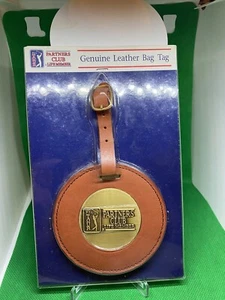 PARTNERS
CLUB
LIFE MEMBER
Genuine Leather Bag Tag
PARTNERS
CLUB
LIFE MEMBER